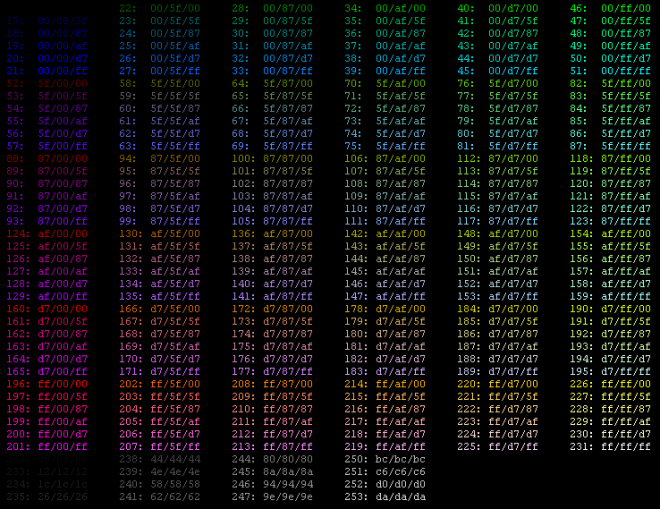 22: 00/5f/00 28: 00/87/00 34: 00/af/00 40: 00/d7/00 46: 00/ff/00
17: 00/00/5f 23: 00/5f/5f 29: 00/87/5f 35: 00/af/5f 41: 00/d7/5f 47: 00/ff/5f
18: 00/00/87 24: 00/5f/87 30: 00/87/87 36: 00/af/87 42: 00/d7/87 48: 00/ff/87
19: 00/00/af 25: 00/5f/af 31: 00/87/af 37: 00/af/af 43: 00/d7/af 49: 00/ff/af
20: 00/00/d7 26: 00/5f/d7 32: 00/87/d7 38: 00/af/d7 44: 00/d7/d7 50: 00/ff/d7
21: 00/00/ff 27: 00/5f/ff 33: 00/87/ff 39: 00/af/ff 45: 00/d7/ff 51: 00/ff/ff
52: 5f/00/00 58: 5f/5f/00 64: 5f/87/00 70: 5f/af/00 76: 5f/d7/00 82: 5f/ff/00
53: 5f/00/5f 59: 5f/5f/5f 65: 5f/87/5f 71: 5f/af/5f 77: 5f/d7/5f 83: 5f/ff/5f
54: 5f/00/87 60: 5f/5f/87 66: 5f/87/87 72: 5f/af/87 78: 5f/d7/87 84: 5f/ff/87
55: 5f/00/af 61: 5f/5f/af 67: 5f/87/af 73: 5f/af/af 79: 5f/d7/af 85: 5f/ff/af
56: 5f/00/d7 62: 5f/5f/d7 68: 5f/87/d7 74: 5f/af/d7 80: 5f/d7/d7 86: 5f/ff/d7
57: 5f/00/ff 63: 5f/5f/ff 69: 5f/87/ff 75: 5f/af/ff 81: 5f/d7/ff 87: 5f/ff/ff
88: 87/00/00 94: 87/5f/00 100: 87/87/00 106: 87/af/00 112: 87/d7/00 118: 87/ff/00
89: 87/00/5f 95: 87/5f/5f 101: 87/87/5f 107: 87/af/5f 113: 87/d7/5f 119: 87/ff/5f
90: 87/00/87 96: 87/5f/87 102: 87/87/87 108: 87/af/87 114: 87/d7/87 120: 87/ff/87
91: 87/00/af 97: 87/5f/af 103: 87/87/af 109: 87/af/af 115: 87/d7/af 121: 87/ff/af
92: 87/00/d7 98: 87/5f/d7 104: 87/87/d7 110: 87/af/d7 116: 87/d7/d7 122: 87/ff/d7
93: 87/00/ff 99: 87/5f/ff 105: 87/87/ff 111: 87/af/ff 117: 87/d7/ff 123: 87/ff/ff
124: af/00/00 130: af/5f/00 136: af/87/00 142: af/af/00 148: af/d7/00 154: af/ff/00
125: af/00/5f 131: af/5f/5f 137: af/87/5f 143: af/af/5f 149: af/d7/5f 155: af/ff/5f
126: af/00/87 132: af/5f/87 138: af/87/87 144: af/af/87 150: af/d7/87 156: af/ff/87
127: af/00/af 133: af/5f/af 139: af/87/af 145: af/af/af 151: af/d7/af 157: af/ff/af
128: af/00/d7 134: af/5f/d7 140: af/87/d7 146: af/af/d7 152: af/d7/d7 158: af/ff/d7
129: af/00/ff 135: af/5f/ff 141: af/87/ff 147: af/af/ff 153: af/d7/ff 159: af/ff/ff
160: d7/00/00 166: d7/5f/00 172: d7/87/00 178: d7/af/00 184: d7/d7/00 190: d7/ff/00
161: d7/00/5f 167: d7/5f/5f 173: d7/87/5f 179: d7/af/5f 185: d7/d7/5f 191: d7/ff/5f
162: d7/00/87 168: d7/5f/87 174: d7/87/87 180: d7/af/87 186: d7/d7/87 192: d7/ff/87
163: d7/00/af 169: d7/5f/af 175: d7/87/af 181: d7/af/af 187: d7/d7/af 193: d7/ff/af
164: d7/00/d7 170: d7/5f/d7 176: d7/87/d7 182: d7/af/d7 188: d7/d7/d7 194: d7/ff/d7
165: d7/00/ff 171: d7/5f/ff 177: d7/87/ff 183: d7/af/ff 189: d7/d7/ff 195: d7/ff/ff
196: ff/00/00 202: ff/5f/00 208: ff/87/00 214: ff/af/00 220: ff/d7/00 226: ff/ff/00
197: ff/00/5f 203: ff/5f/5f 209: ff/87/5f 215: ff/af/5f 221: ff/d7/5f 227: ff/ff/5f
198: ff/00/87 204: ff/5f/87 210: ff/87/87 216: ff/af/87 222: ff/d7/87 228: ff/ff/87
199: ff/00/af 205: ff/5f/af 211: ff/87/af 217: ff/af/af 223: ff/d7/af 229: ff/ff/af
200: ff/00/d7 206: ff/5f/d7 212: ff/87/d7 218: ff/af/d7 224: ff/d7/d7 230: ff/ff/d7
201: ff/00/ff 207: ff/5f/ff 213: ff/87/ff 219: ff/af/ff 225: ff/d7/ff 231: ff/ff/ff
238: 44/44/44 244: 80/80/80 250: bc/bc/bc
233: 12/12/12 239: 4e/4e/4e 245: 8a/8a/8a 251: c6/c6/c6
234: 1c/1c/1c 240: 58/58/58 246: 94/94/94 252: d0/d0/d0
235: 26/26/26 241: 62/62/62 247: 9e/9e/9e 253: da/da/da